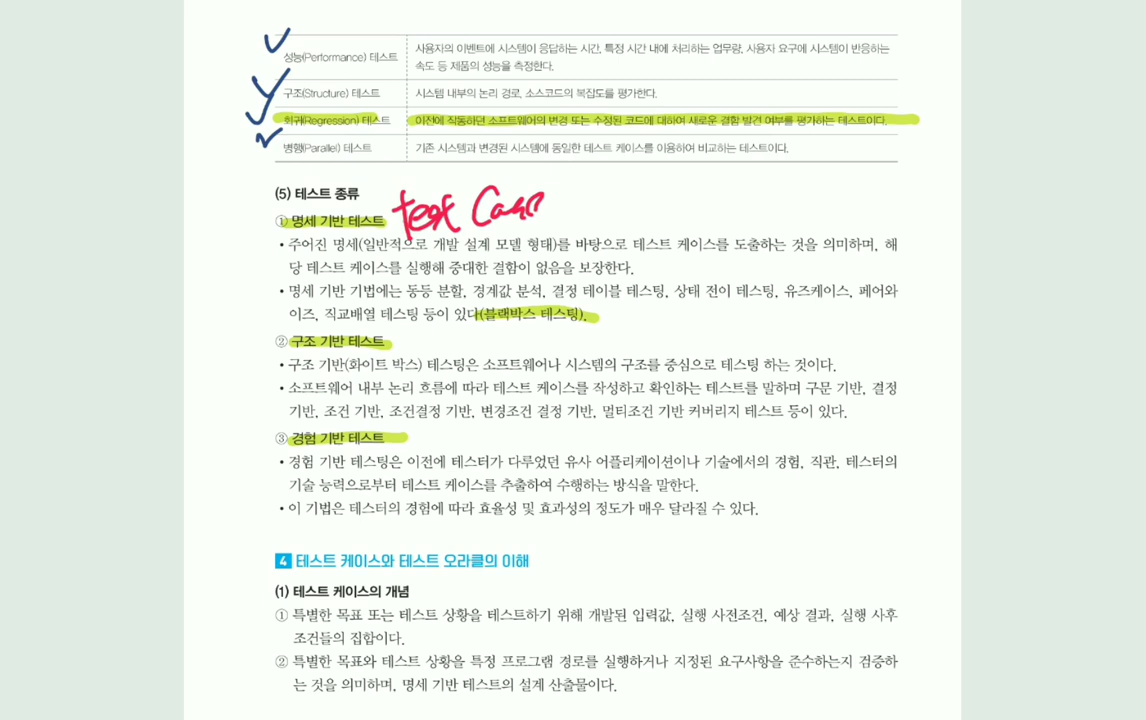 성능(Performance) 테스트
사용자의 이벤트에 시스템이 응답하는 시간, 특정 시간 내에 처리하는 업무량, 사용자 요구에 시스템이 반응하는
속도 등 제품의 성능을 측정한다.
구조(Structure) 테스트
시스템 내부의 논리 경로, 소스코드의 복잡도를 평가한다.
회귀(Regression) 테스트
이전에 작동하던 소프트웨어의 변경 또는 수정된 코드에 대하여 새로운 결함 발견 여부를 평가하는 테스트이다.
병행(Parallel) 테스트
기존 시스템과 변경된 시스템에 동일한 테스트 케이스를 이용하여 비교하는 테스트이다.
(5) 테스트 종류
① 명세 기반 테스트
test Case
• 주어진 명세(일반적으로 개발 설계 모델 형태)를 바탕으로 테스트 케이스를 도출하는 것을 의미하며, 해
당 테스트 케이스를 실행해 중대한 결함이 없음을 보장한다.
• 명세 기반 기법에는 동등 분할, 경계값 분석, 결정 테이블 테스팅, 상태 전이 테스팅, 유즈케이스, 페어와
이즈, 직교배열 테스팅 등이 있다(블랙박스 테스팅).
② 구조 기반 테스트
• 구조 기반(화이트 박스) 테스팅은 소프트웨어나 시스템의 구조를 중심으로 테스팅 하는 것이다.
• 소프트웨어 내부 논리 흐름에 따라 테스트 케이스를 작성하고 확인하는 테스트를 말하며 구문 기반, 결정
기반, 조건 기반, 조건결정 기반, 변경조건 결정 기반, 멀티조건 기반 커버리지 테스트 등이 있다.
③ 경험 기반 테스트
• 경험 기반 테스팅은 이전에 테스터가 다루었던 유사 어플리케이션이나 기술에서의 경험, 직관, 테스터의
기술 능력으로부터 테스트 케이스를 추출하여 수행하는 방식을 말한다.
• 이 기법은 테스터의 경험에 따라 효율성 및 효과성의 정도가 매우 달라질 수 있다.
4 테스트 케이스와 테스트 오라클의 이해
(1) 테스트 케이스의 개념
① 특별한 목표 또는 테스트 상황을 테스트하기 위해 개발된 입력값, 실행 사전조건, 예상 결과, 실행 사후
조건들의 집합이다.
② 특별한 목표와 테스트 상황을 특정 프로그램 경로를 실행하거나 지정된 요구사항을 준수하는지 검증하
는 것을 의미하며, 명세 기반 테스트의 설계 산출물이다.